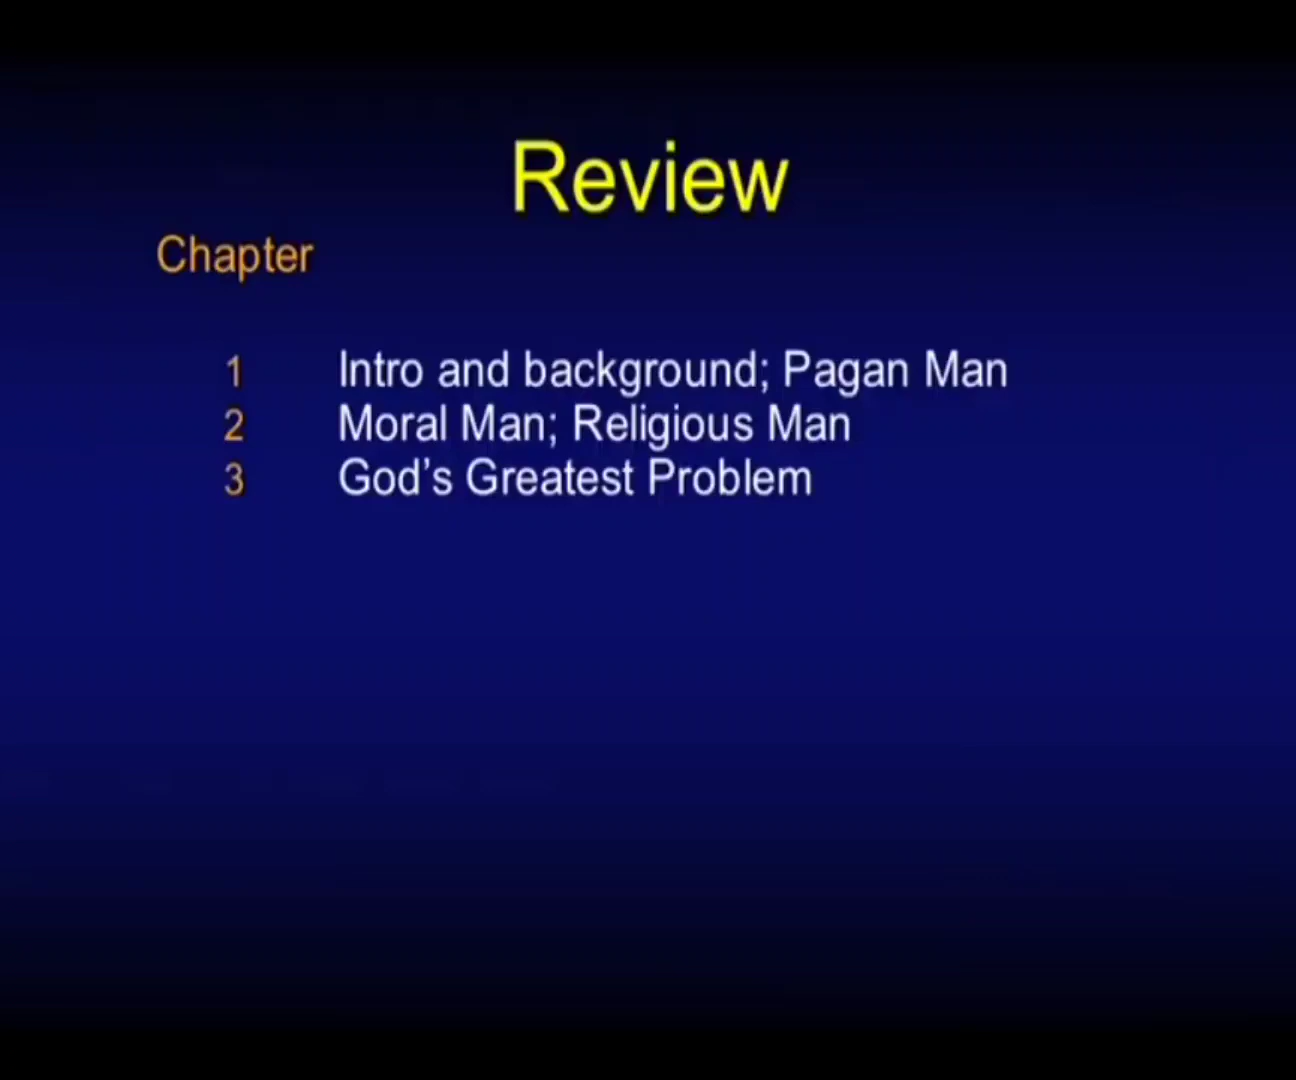 Review
Chapter
1 Intro and background; Pagan Man
2 Moral Man; Religious Man
3 God’s Greatest Problem